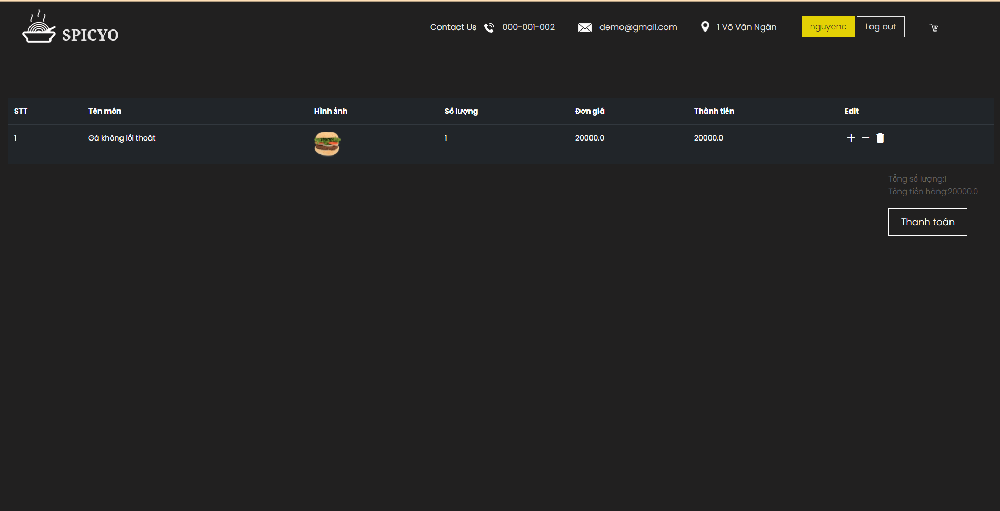 SPICYO
Contact Us 000-001-002 demo@gmail.com 1 Võ Văn Ngân nguyenc Log out
STT Tên món Hình ảnh Số lượng Đơn giá Thành tiền Edit
1 Gà không lối thoát 1 20000.0 20000.0
Tổng số lượng:1
Tổng tiền hàng:20000.0
Thanh toán